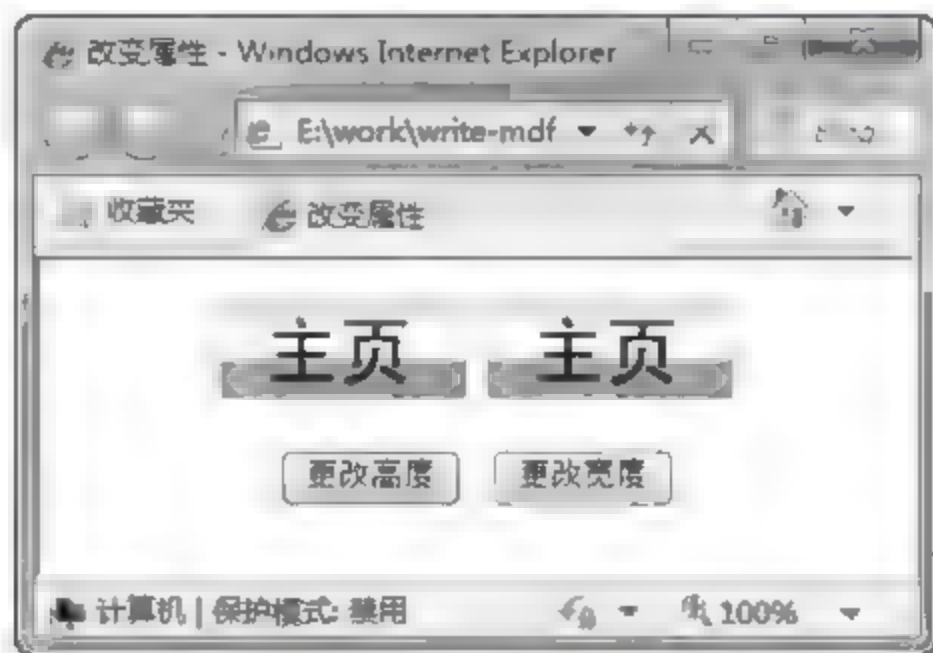 改变属性 - Windows Internet Explorer
E:\work\write-mdf
收藏夹 改变属性
主页 主页
更改高度 更改宽度
计算机 | 保护模式: 禁用 100%